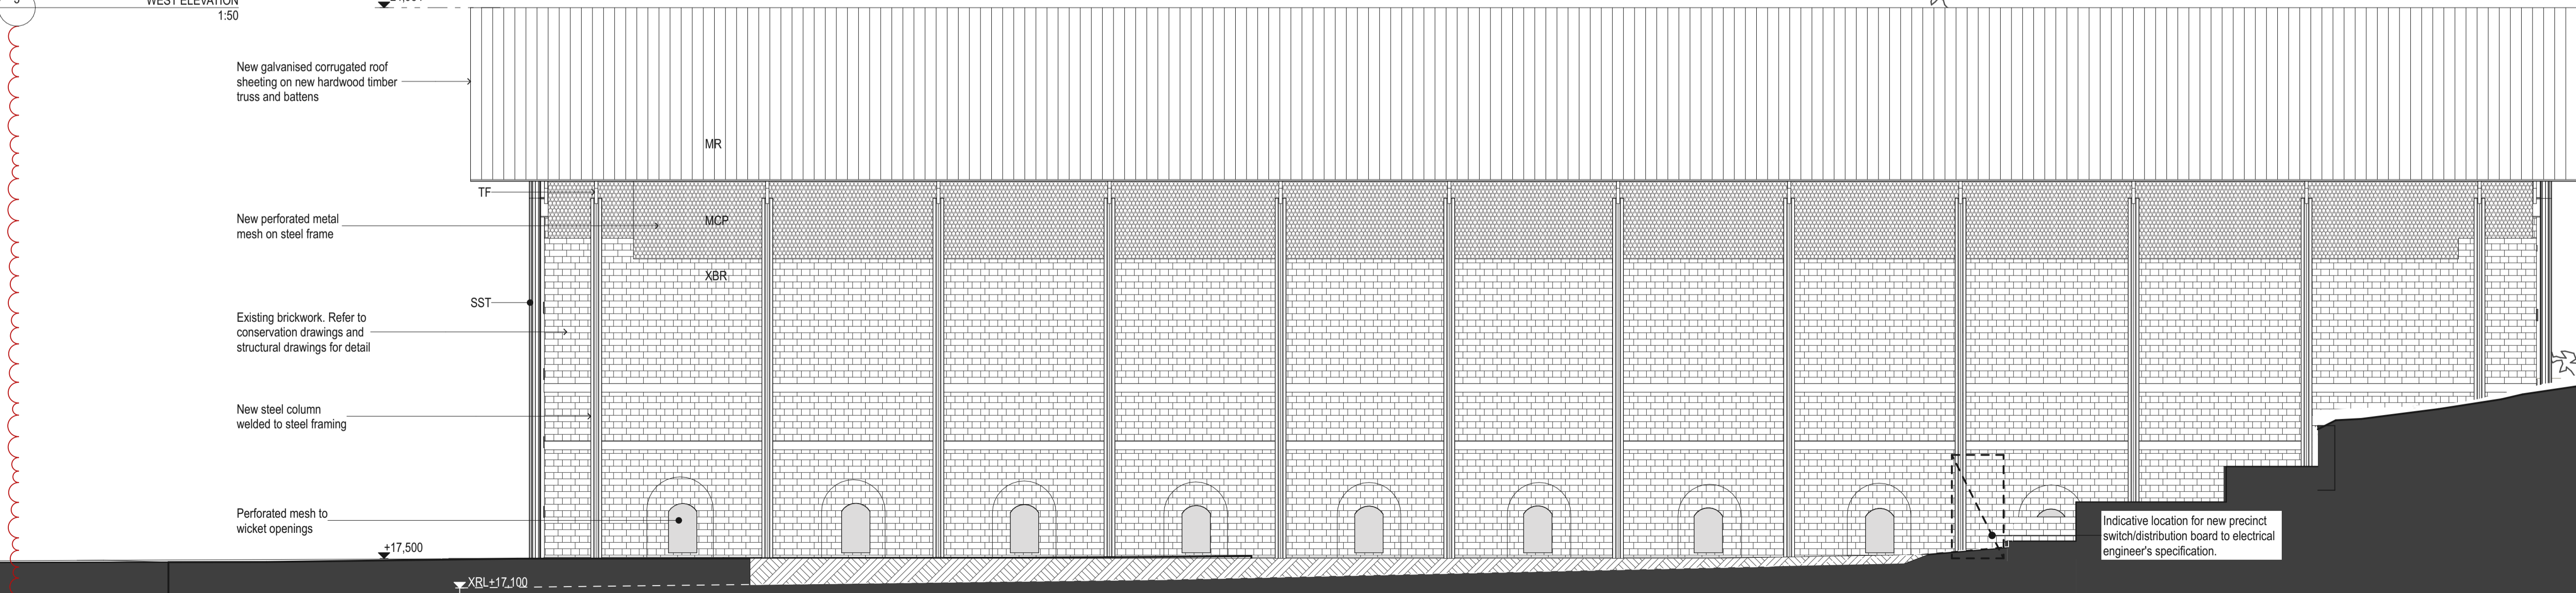 WEST ELEVATION
1:50
New galvanised corrugated roof
sheeting on new hardwood timber
truss and battens
MR
TF
New perforated metal
mesh on steel frame
MCP
XBR
SST
Existing brickwork. Refer to
conservation drawings and
structural drawings for detail
New steel column
welded to steel framing
Perforated mesh to
wicket openings
+17,500
XRL+17,100
Indicative location for new precinct
switch/distribution board to electrical
engineer's specification.